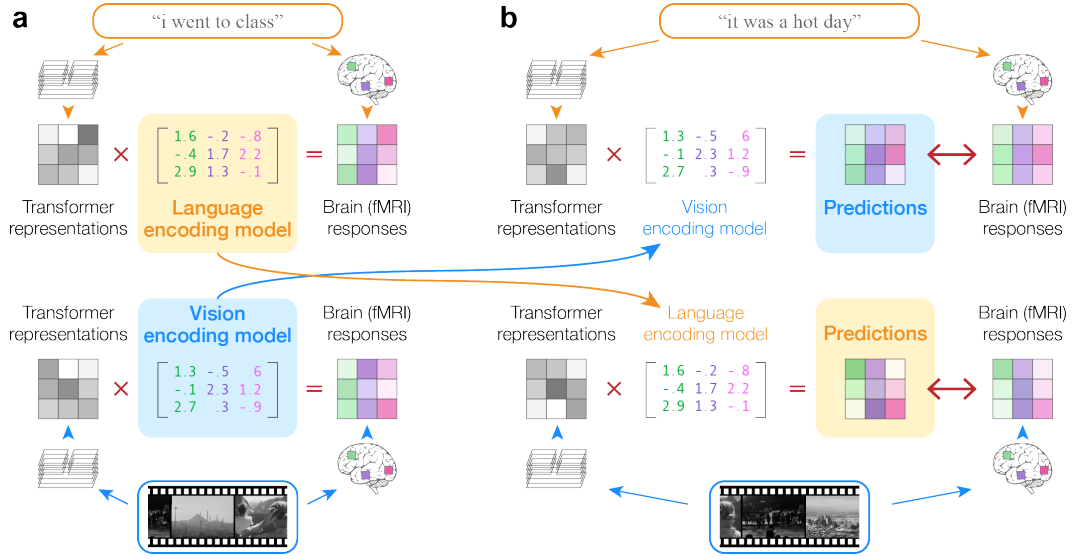 a
“i went to class”
1.6 -.2 -.8
-.4 1.7 2.2
2.9 1.3 -.1
×
=
Transformer
representations
Language
encoding model
Brain (fMRI)
responses
Transformer
representations
Vision
encoding model
Brain (fMRI)
responses
1.3 -.5 .6
-.1 2.3 1.2
2.7 .3 -.9
×
=
b
“it was a hot day”
1.3 -.5 .6
-.1 2.3 1.2
2.7 .3 -.9
×
=
Transformer
representations
Vision
encoding model
Predictions
Brain (fMRI)
responses
Transformer
representations
Language
encoding model
Predictions
Brain (fMRI)
responses
1.6 -.2 -.8
-.4 1.7 2.2
2.9 1.3 -.1
×
=